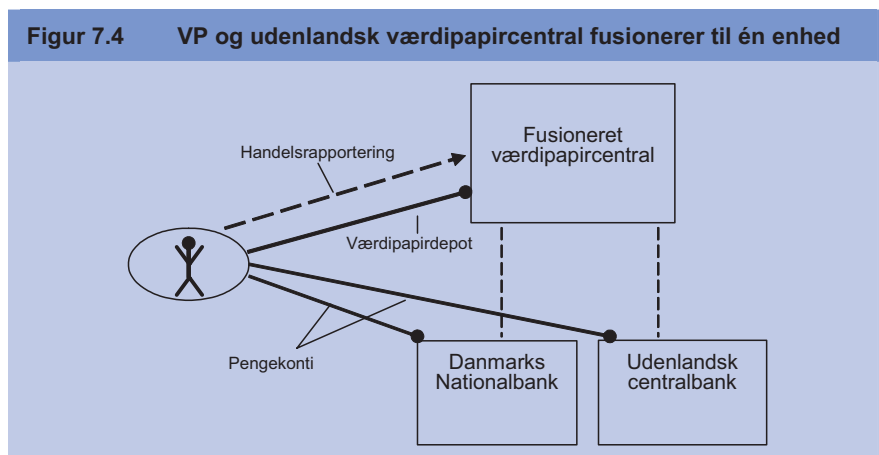 Figur 7.4 VP og udenlandsk værdipapircentral fusionerer til én enhed
Fusioneret
værdipapircentral
Handelsrapportering
Værdipapirdepot
Pengekonti
Danmarks
Nationalbank
Udenlandsk
centralbank